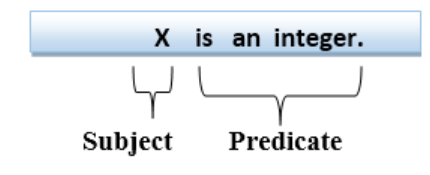 X is an integer.
Subject Predicate